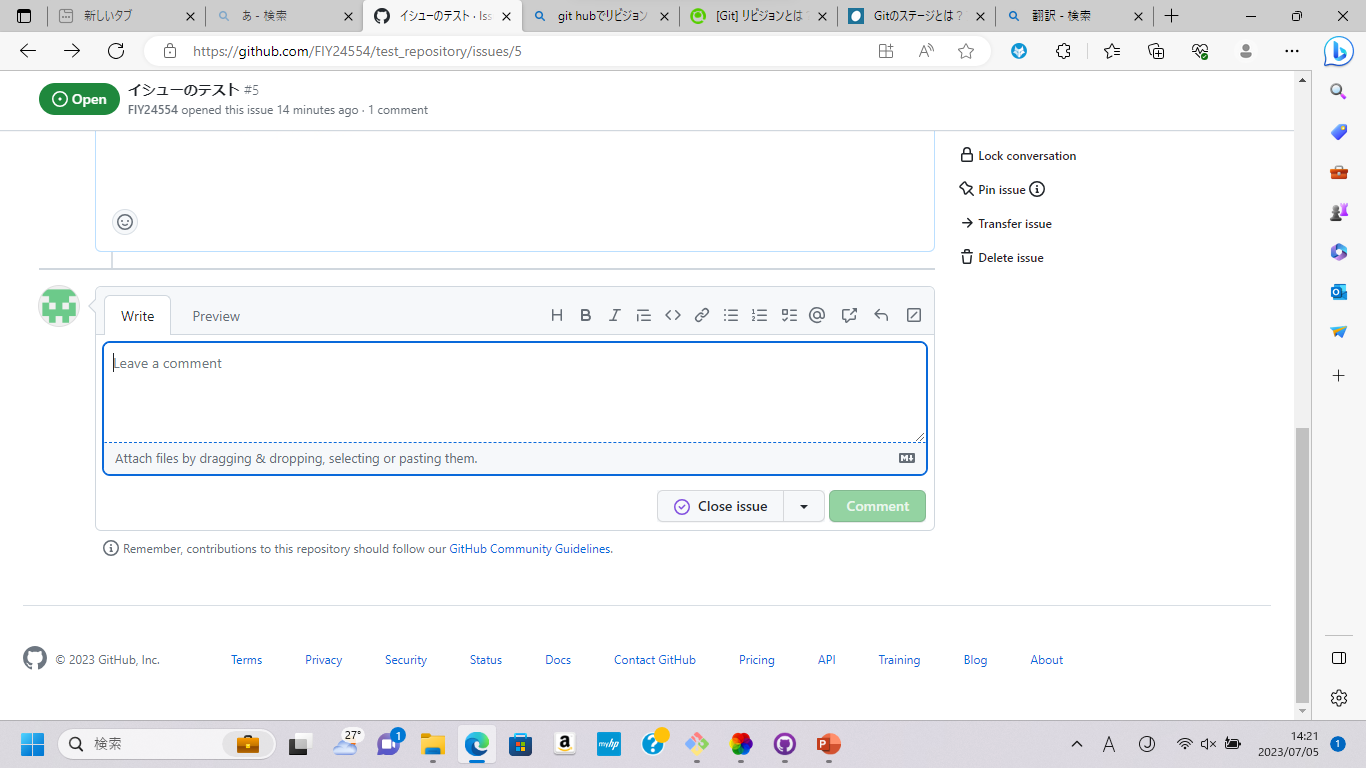 新しいタブ
あ - 検索
イシューのテスト · Iss
git hubでリビジョン
[Git] リビジョンとは
Gitのステージとは？
翻訳 - 検索
https://github.com/FIY24554/test_repository/issues/5
Open
イシューのテスト #5
FIY24554 opened this issue 14 minutes ago · 1 comment
Lock conversation
Pin issue
Transfer issue
Delete issue
Write
Preview
Leave a comment
Attach files by dragging & dropping, selecting or pasting them.
Close issue
Comment
Remember, contributions to this repository should follow our GitHub Community Guidelines.
© 2023 GitHub, Inc.
Terms
Privacy
Security
Status
Docs
Contact GitHub
Pricing
API
Training
Blog
About
検索
27°
1
a
myhp
A
J
14:21
2023/07/05
1